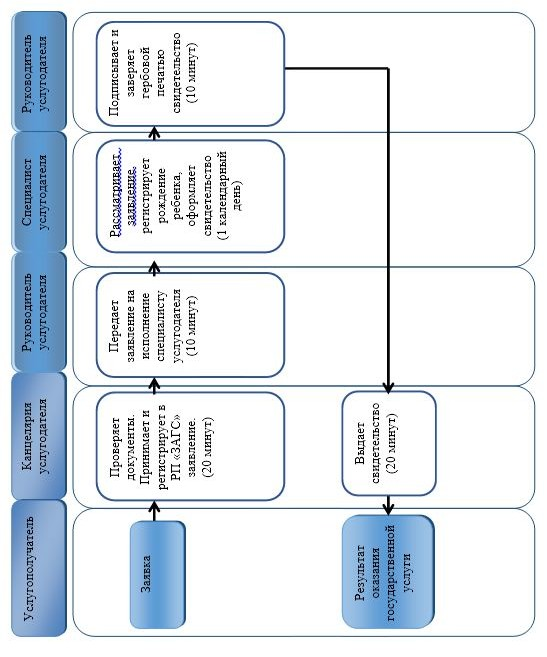 Услугополучатель
Канцелярия
услугодателя
Руководитель
услугодателя
Специалист
услугодателя
Руководитель
услугодателя
Заявка
Проверяет
документы.
Принимает и
регистрирует в
РП «ЗАГС»
заявление.
(20 минут)
Передает
заявление на
исполнение
специалисту
услугодателя
(10 минут)
Рассматривает
заявление,
регистрирует
рождение
ребенка,
оформляет
свидетельство
(1 календарный
день)
Подписывает и
заверяет
гербовой
печатью
свидетельство
(10 минут)
Выдает
свидетельство
(20 минут)
Результат
оказания
государственной
услуги